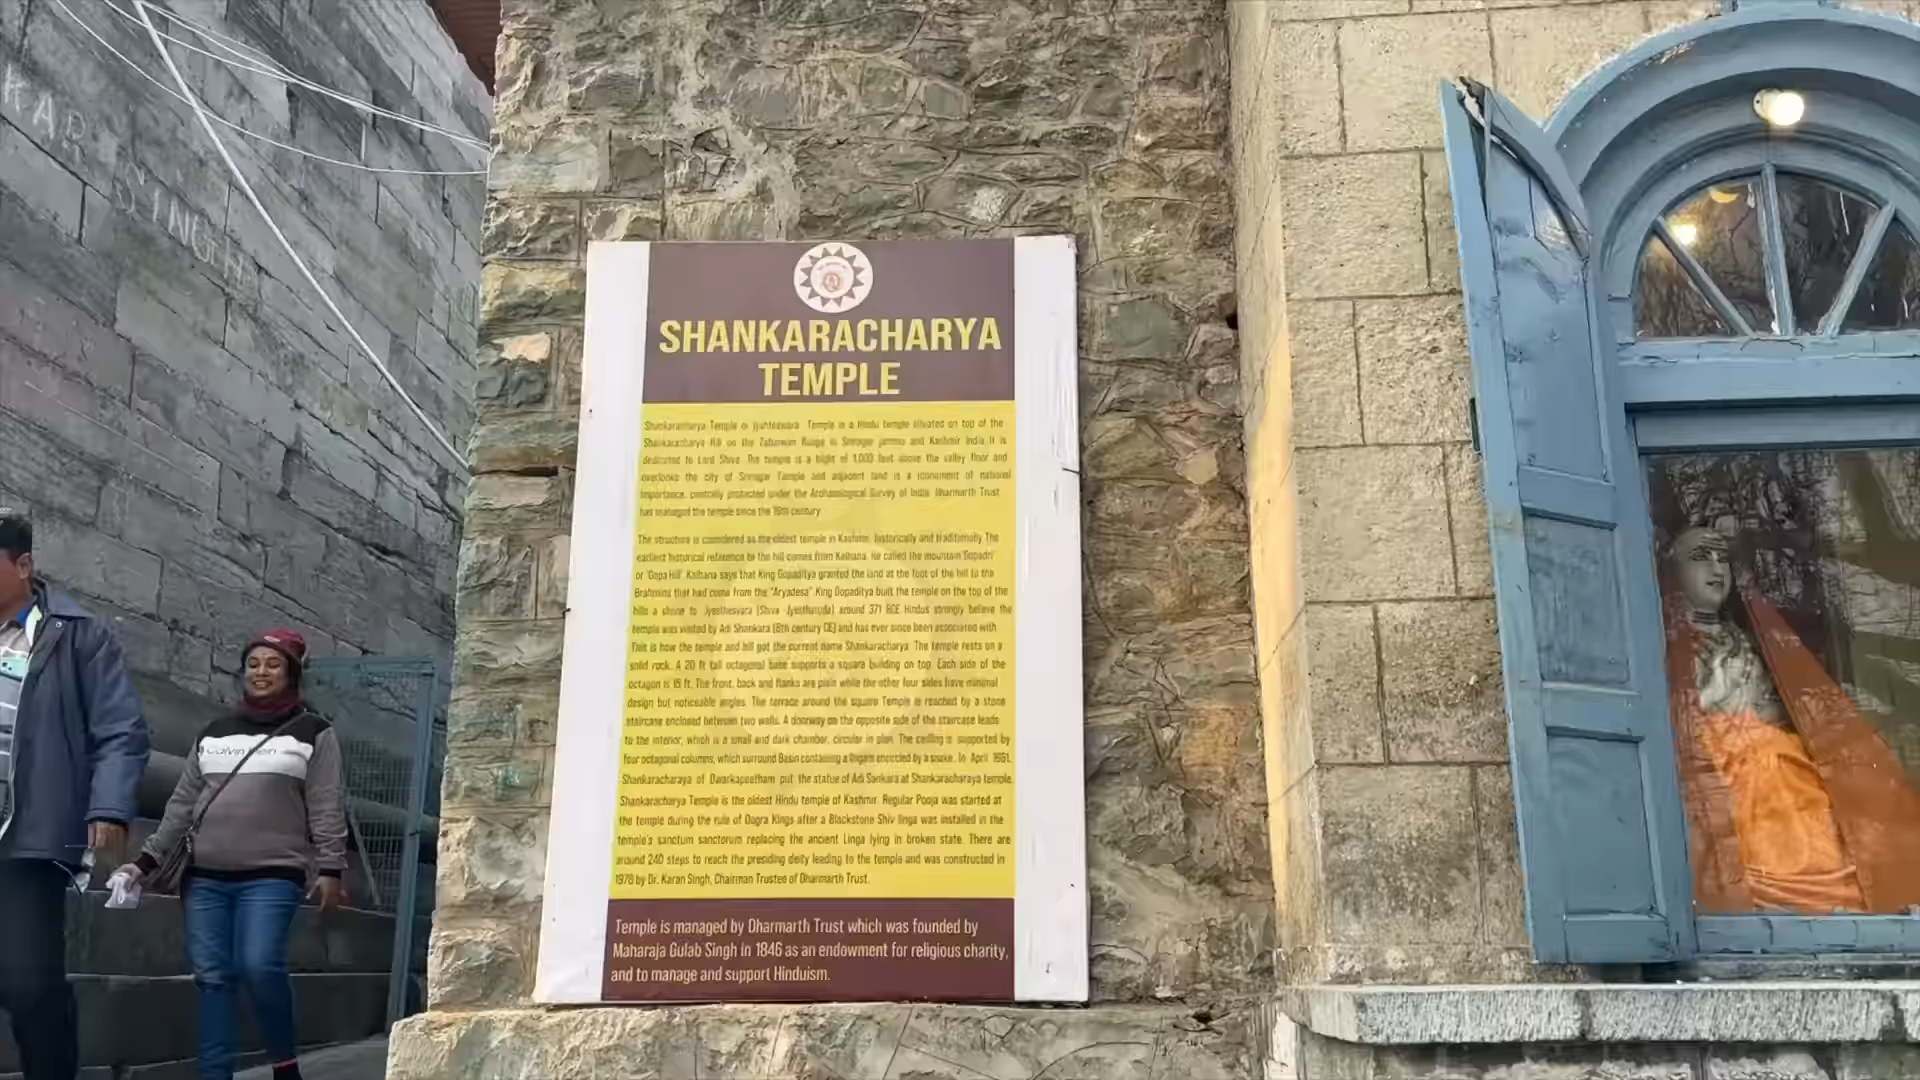 KAR SINGH
SHANKARACHARYA
TEMPLE
Shankaracharya Temple or Jyshteswara Temple is a Hindu temple situated on top of the
Shankaracharya Hill on the Zabarwan Range in Srinagar jammu and Kashmir India It is
dedicated to Lord Shiva. The temple is a hight of 1,000 feet above the valley floor and
overlooks the city of Srinagar Temple and adjacent land is a monument of national
importance, centrally protected under the Archaeological Survey of India. Dharmarth Trust
has managed the temple since the 19th century.
The structure is considered as the oldest temple in Kashmir, historically and traditionally. The
earliest historical reference to the hill comes from Kalhana. He called the mountain 'Gopadri'
or 'Gopa Hill'. Kalhana says that King Gopaditya granted the land at the foot of the hill to the
Brahmins that had come from the "Aryadesa" King Gopaditya built the temple on the top of the
hills a shrine to Jyesthesvara (Shiva -Jyestharuda) around 371 BCE Hindus strongly believe the
temple was visited by Adi Shankara (8th century CE) and has ever since been associated with
This is how the temple and hill got the current name Shankaracharya. The temple rests on a
solid rock. A 20 ft tall octagonal base supports a square building on top. Each side of the
octagon is 15 ft. The front, back and flanks are plain while the other four sides have minimal
design but noticeable angles. The terrace around the square Temple is reached by a stone
staircase enclosed between two walls. A doorway on the opposite side of the staircase leads
to the interior, which is a small and dark chamber, circular in plan. The ceiling is supported by
four octagonal columns, which surround Basin containing a lingam encircled by a snake. In April 1961,
Shankaracharaya of Dwarkapeetham put the statue of Adi Sankara at Shankaracharaya temple.
Shankaracharya Temple is the oldest Hindu temple of Kashmir. Regular Pooja was started at
the temple during the rule of Dogra Kings after a Blackstone Shiv linga was installed in the
temple's sanctum sanctorum replacing the ancient Linga lying in broken state. There are
around 240 steps to reach the presiding deity leading to the temple and was constructed in
1978 by Dr. Karan Singh, Chairman Trustee of Dharmarth Trust.
Temple is managed by Dharmarth Trust which was founded by
Maharaja Gulab Singh in 1846 as an endowment for religious charity,
and to manage and support Hinduism.
Calvin Klein